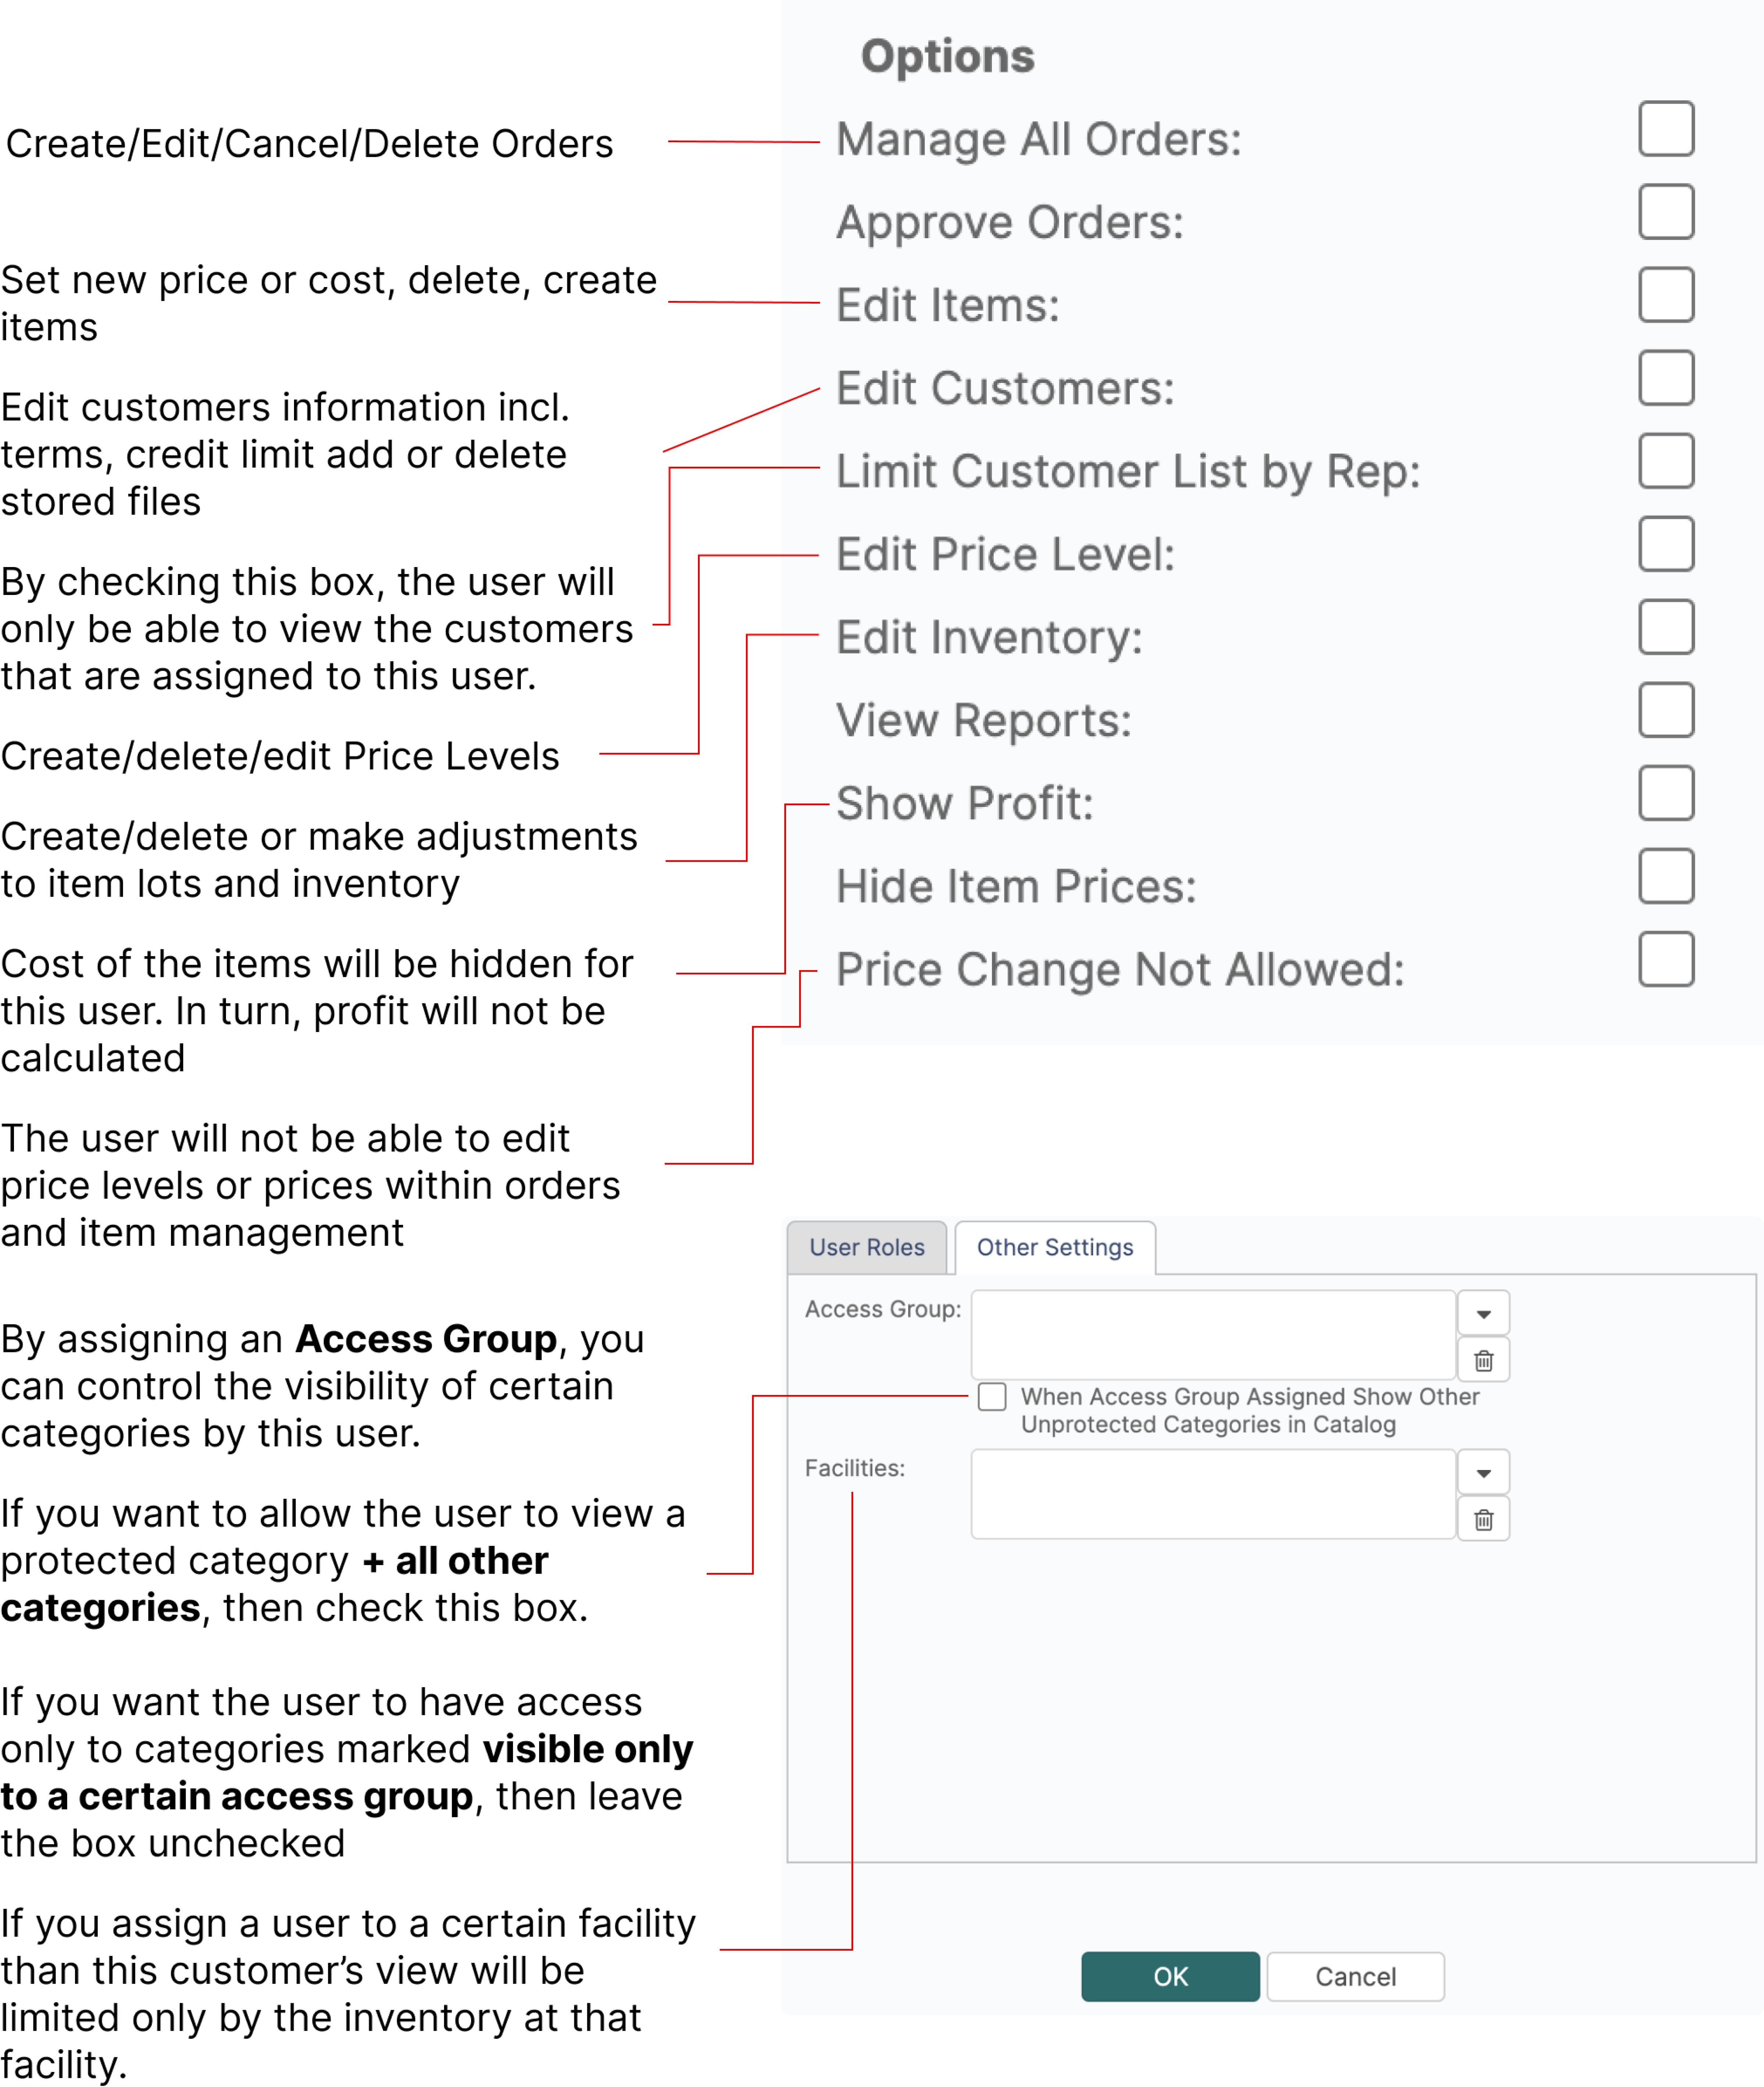 Options
Create/Edit/Cancel/Delete Orders
Manage All Orders:
Approve Orders:
Set new price or cost, delete, create
items
Edit Items:
Edit customers information incl.
terms, credit limit add or delete
stored files
Edit Customers:
By checking this box, the user will
only be able to view the customers
that are assigned to this user.
Limit Customer List by Rep:
Create/delete/edit Price Levels
Edit Price Level:
Create/delete or make adjustments
to item lots and inventory
Edit Inventory:
View Reports:
Cost of the items will be hidden for
this user. In turn, profit will not be
calculated
Show Profit:
Hide Item Prices:
The user will not be able to edit
price levels or prices within orders
and item management
Price Change Not Allowed:
User Roles
Other Settings
By assigning an Access Group, you
can control the visibility of certain
categories by this user.
Access Group:
If you want to allow the user to view a
protected category + all other
categories, then check this box.
When Access Group Assigned Show Other
Unprotected Categories in Catalog
If you want the user to have access
only to categories marked visible only
to a certain access group, then leave
the box unchecked
If you assign a user to a certain facility
than this customer’s view will be
limited only by the inventory at that
facility.
Facilities:
OK
Cancel